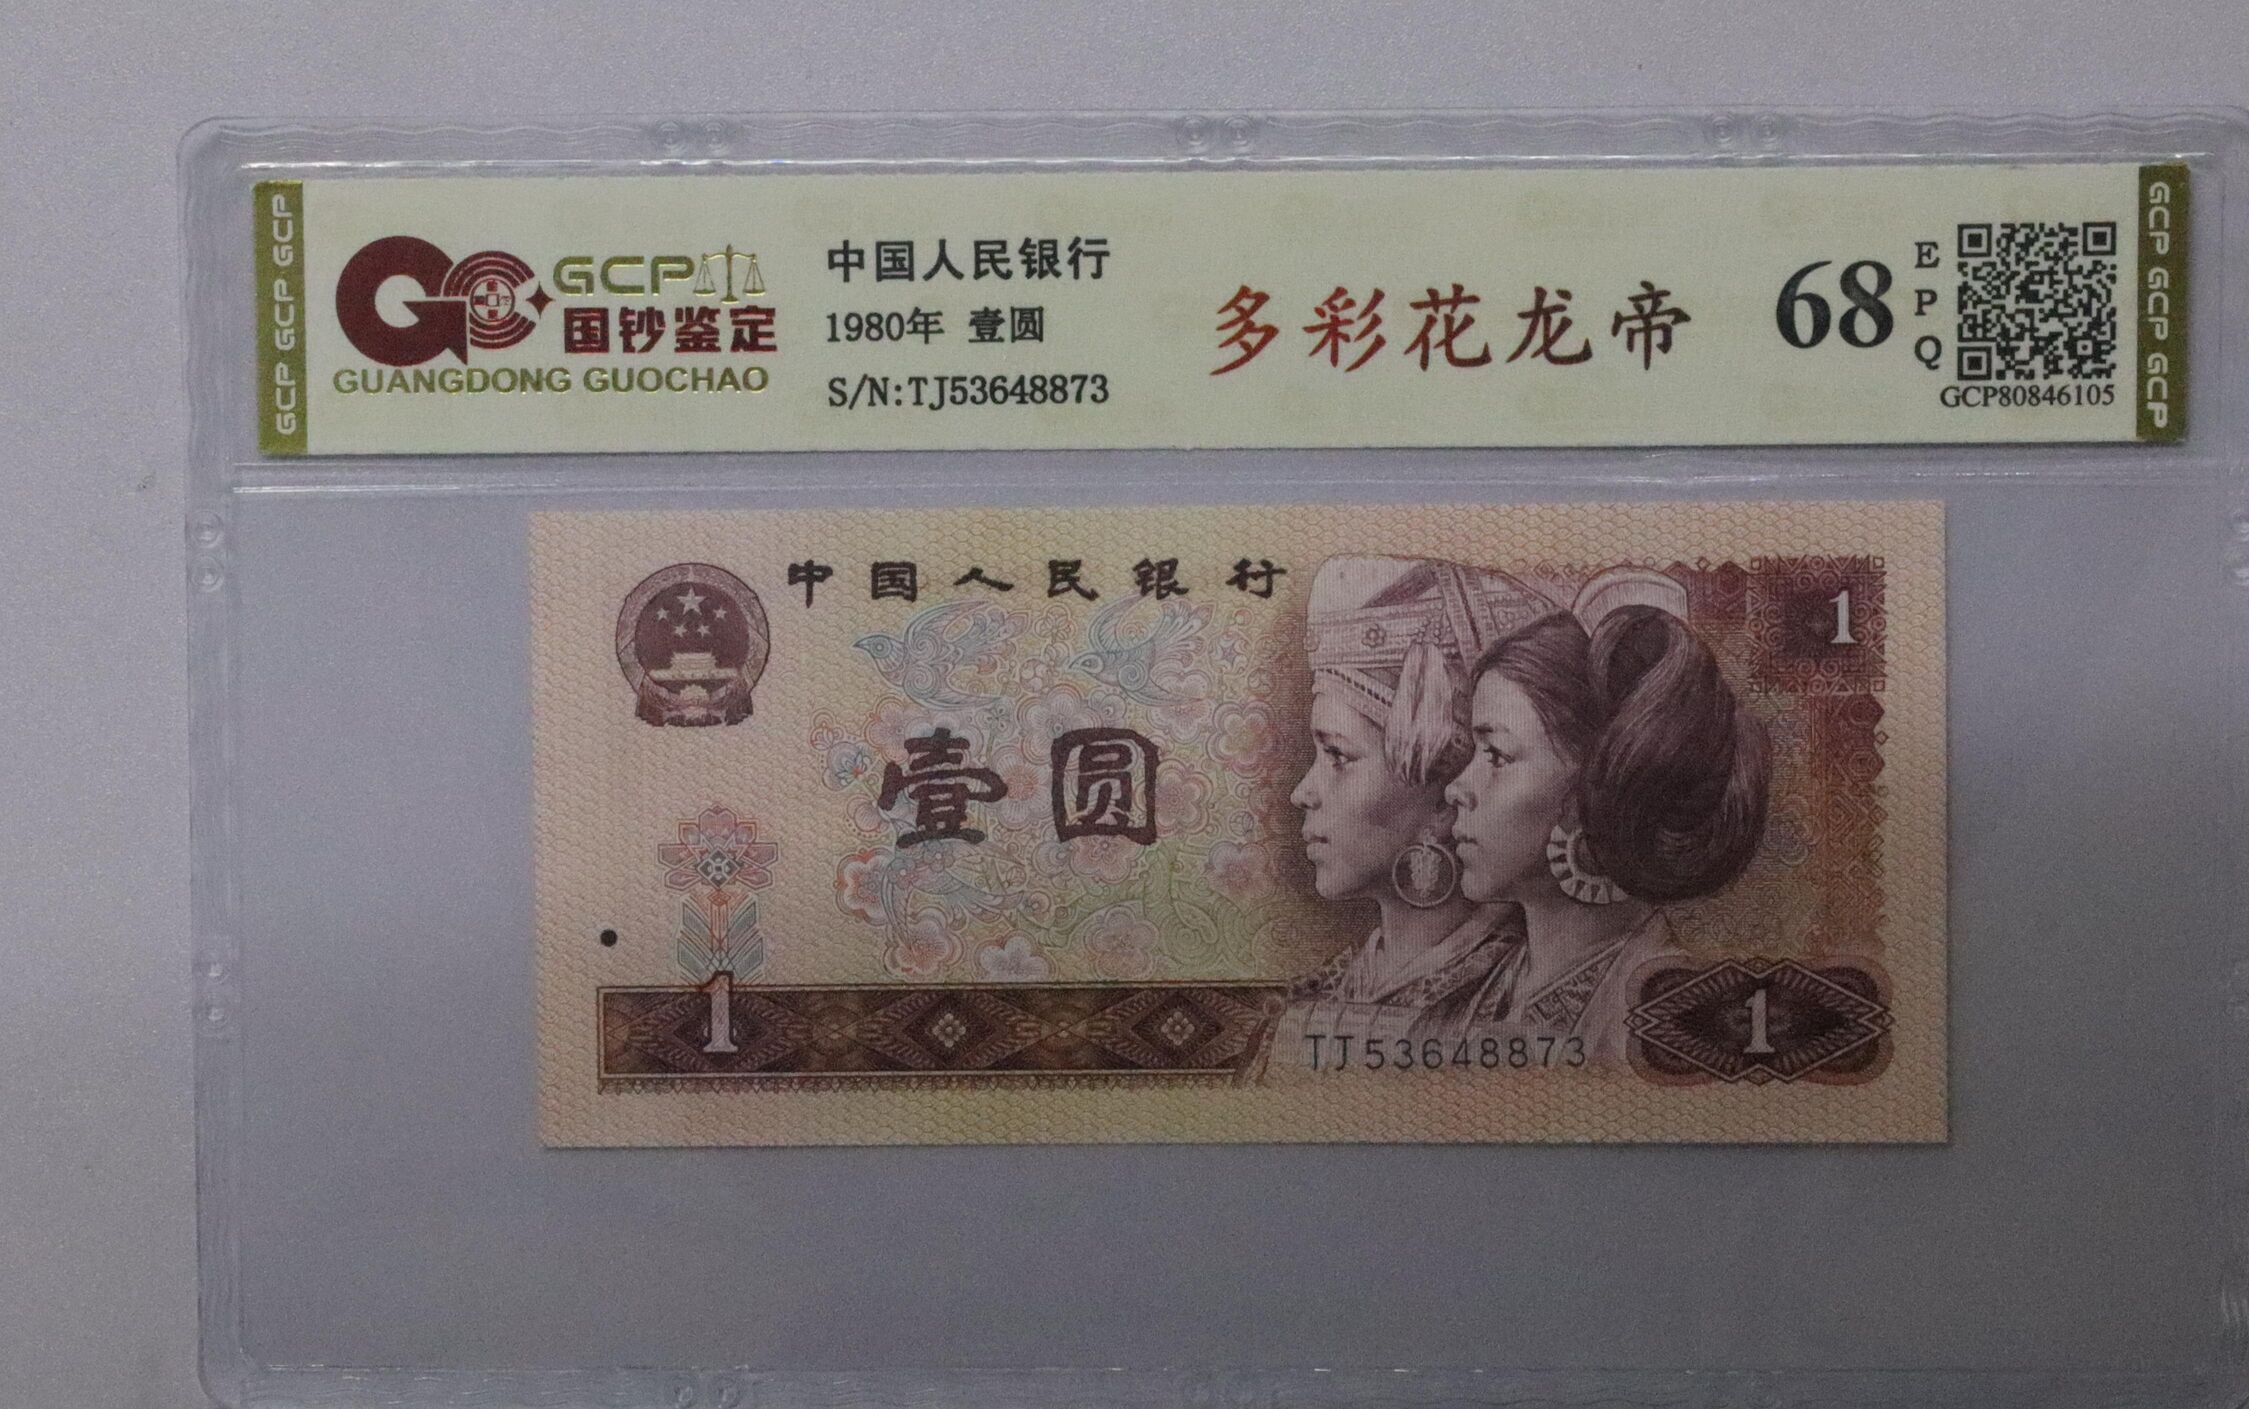 GCP GCP GCP
GCP
国钞鉴定
GUANGDONG GUOCHAO
中国人民银行
1980年 壹圆
S/N:TJ53648873
多彩花龙帝
68
E
P
Q
GCP80846105
GCP GCP GCP
中国人民银行
1
壹圆
1
TJ53648873
1